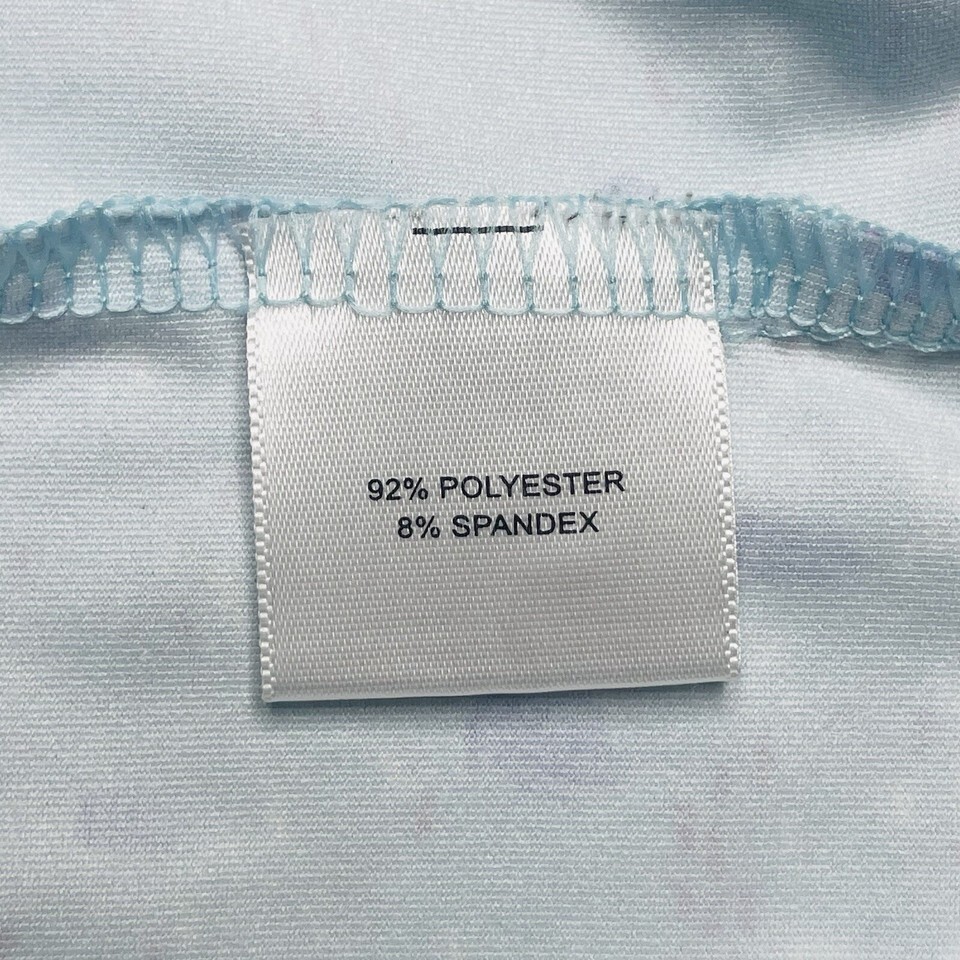 92% POLYESTER
8% SPANDEX